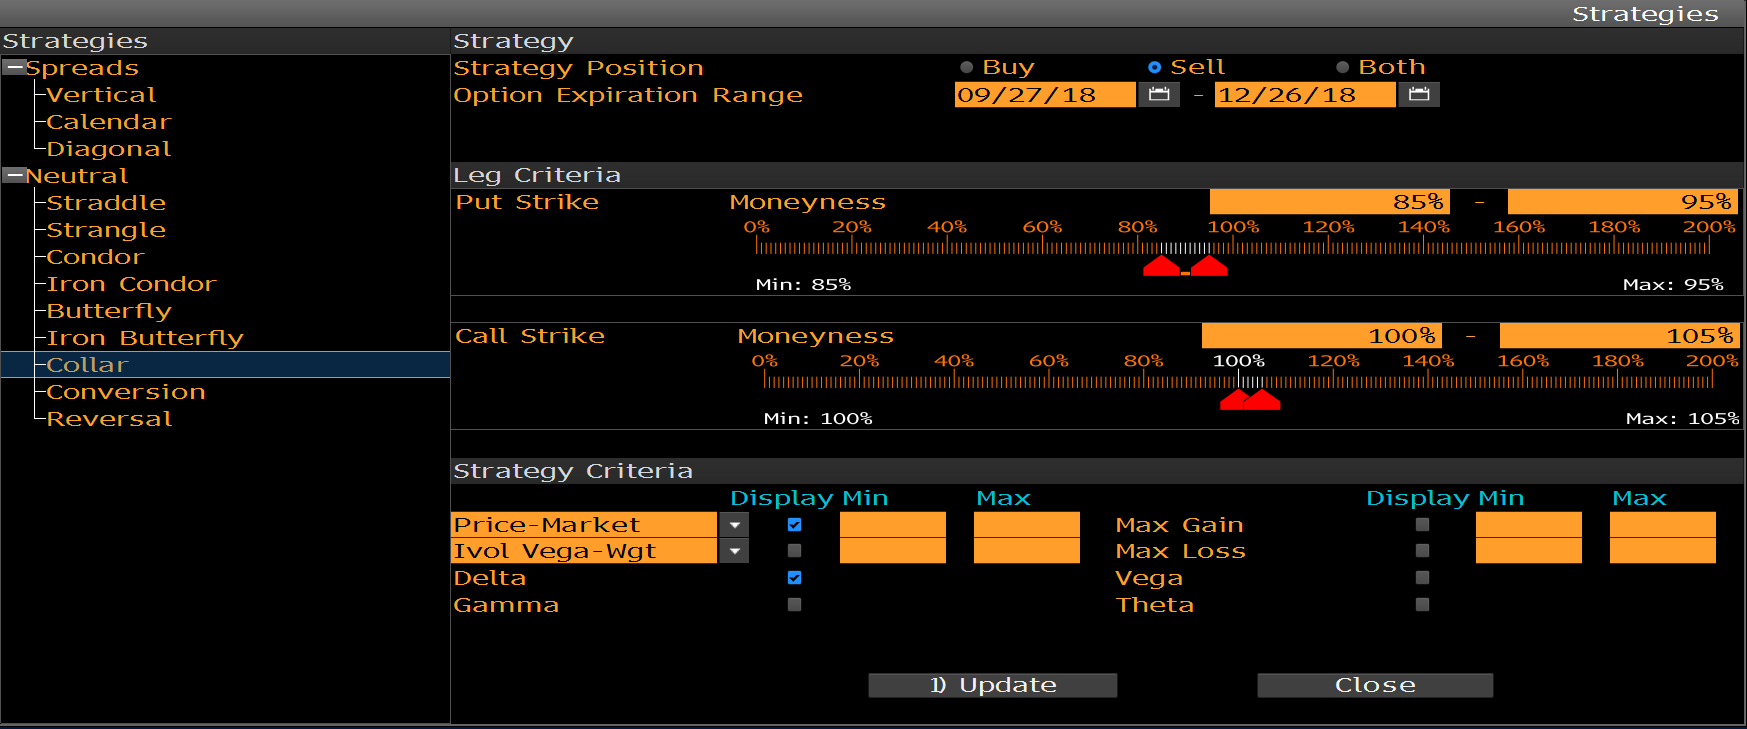 Strategies
Strategies
Spreads
Vertical
Calendar
Diagonal
Neutral
Straddle
Strangle
Condor
Iron Condor
Butterfly
Iron Butterfly
Collar
Conversion
Reversal
Strategy
Strategy Position Buy Sell Both
Option Expiration Range 09/27/18 - 12/26/18
Leg Criteria
Put Strike Moneyness 85% - 95%
0% 20% 40% 60% 80% 100% 120% 140% 160% 180% 200%
Min: 85% Max: 95%
Call Strike Moneyness 100% - 105%
0% 20% 40% 60% 80% 100% 120% 140% 160% 180% 200%
Min: 100% Max: 105%
Strategy Criteria
Display Min Max Display Min Max
Price-Market Max Gain
Ivol Vega-Wgt Max Loss
Delta Vega
Gamma Theta
1) Update Close